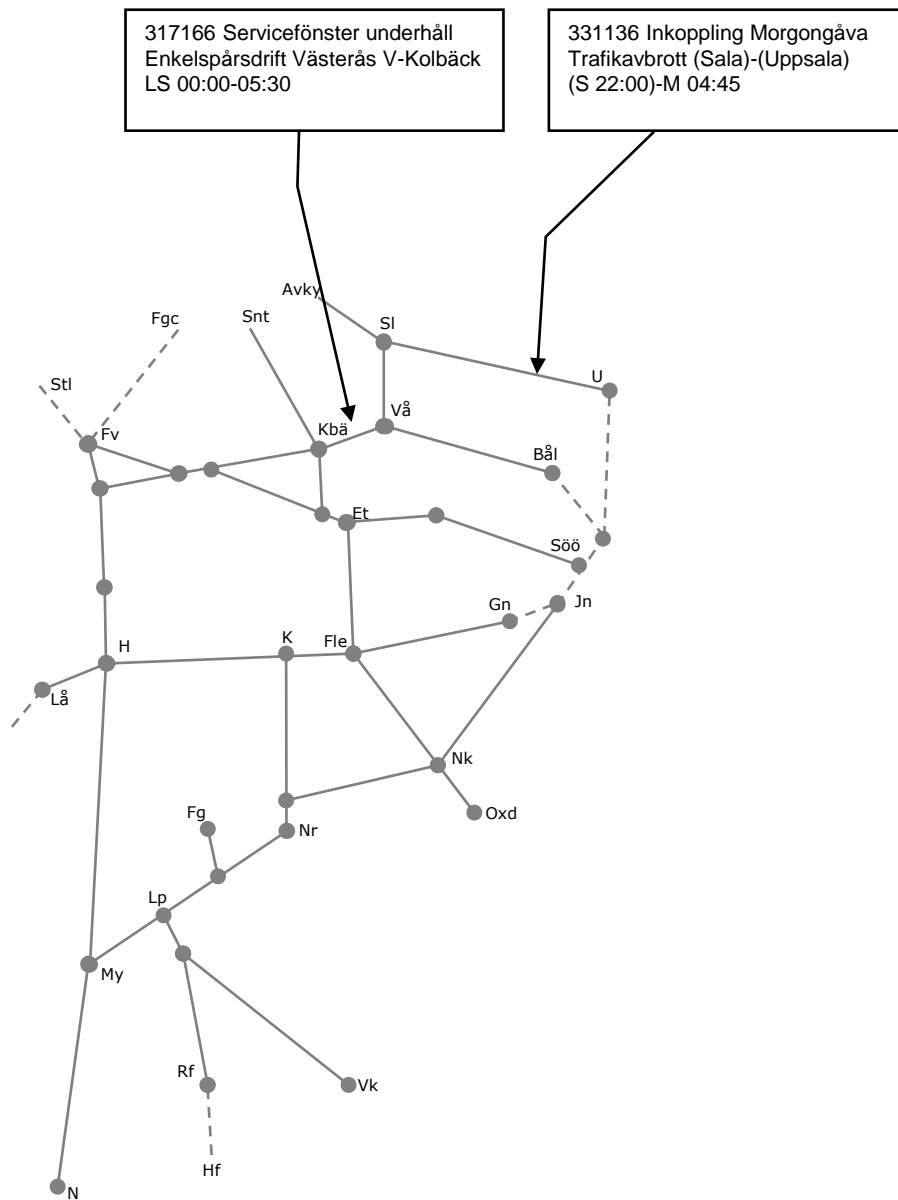 317166 Servicefönster underhåll
Enkelspårsdrift Västerås V-Kolbäck
LS 00:00-05:30
331136 Inkoppling Morgongåva
Trafikavbrott (Sala)-(Uppsala)
(S 22:00)-M 04:45
Avky
Fgc
Snt
Sl
Stl
U
Vå
Fv
Kbä
Bål
Et
Söö
Jn
Gn
H
K
Fle
Lå
Nk
Fg
Oxd
Nr
Lp
My
Rf
Vk
Hf
N